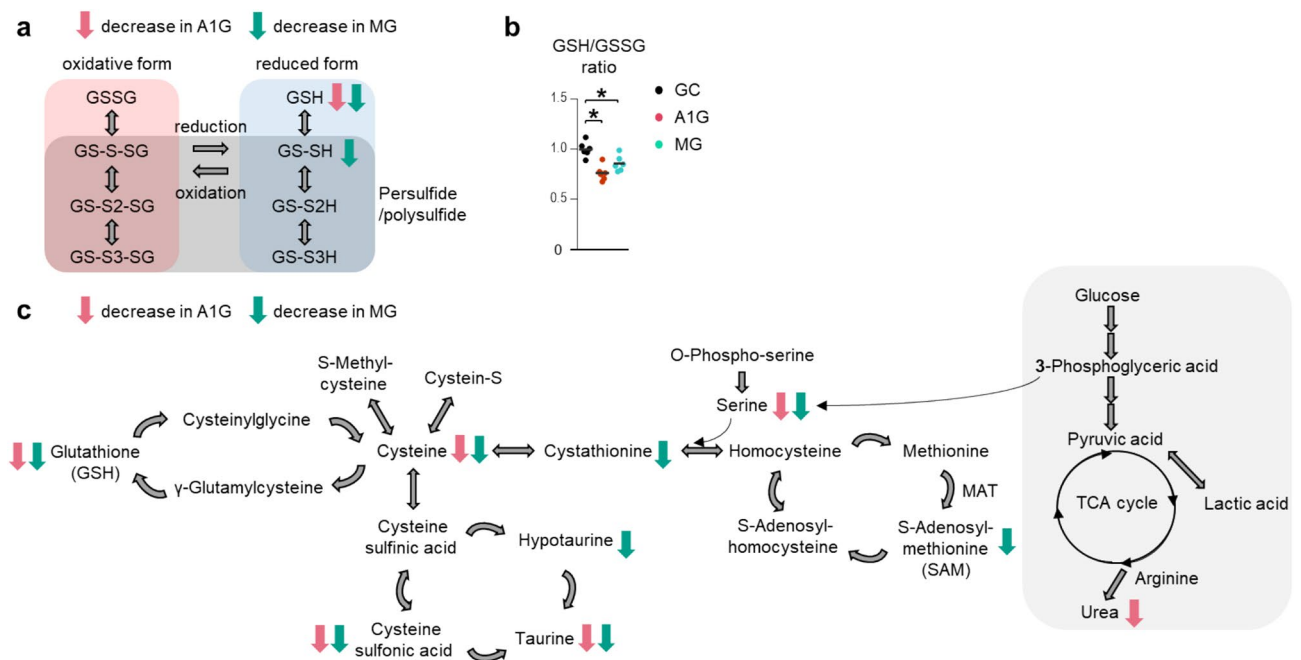 a
decrease in A1G
decrease in MG
oxidative form
reduced form
GSSG
GSH
reduction
GS-S-SG
GS-SH
oxidation
GS-S2-SG
GS-S2H
Persulfide
/polysulfide
GS-S3-SG
GS-S3H
b
GSH/GSSG
ratio
1.5
1.0
0.5
0
*
*
GC
A1G
MG
c
decrease in A1G
decrease in MG
S-Methyl-
cysteine
Cystein-S
O-Phospho-serine
Serine
Cysteinylglycine
Glutathione
(GSH)
γ-Glutamylcysteine
Cysteine
Cystathionine
Homocysteine
Methionine
MAT
S-Adenosyl-
homocysteine
S-Adenosyl-
methionine
(SAM)
Cysteine
sulfinic acid
Hypotaurine
Cysteine
sulfonic acid
Taurine
Glucose
3-Phosphoglyceric acid
Pyruvic acid
TCA cycle
Lactic acid
Arginine
Urea